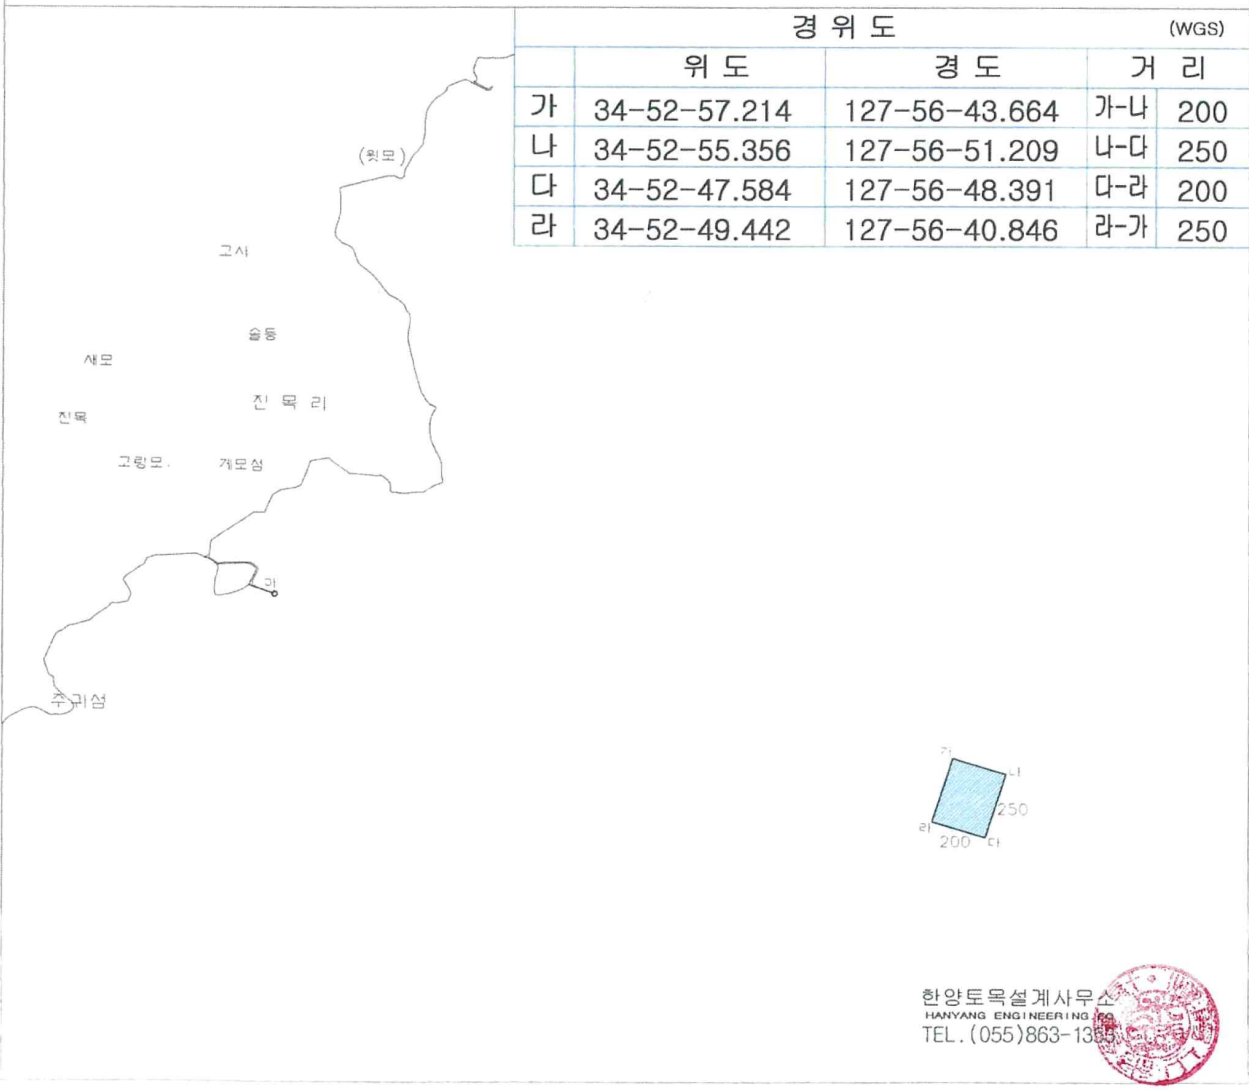 경 위 도 (WGS)
위 도 경 도 거 리
가 34-52-57.214 127-56-43.664 가-나 200
나 34-52-55.356 127-56-51.209 나-다 250
다 34-52-47.584 127-56-48.391 다-라 200
라 34-52-49.442 127-56-40.846 라-가 250
(윗모)
고사
솔등
새모
진 목 리
진목
고랑모.
게모섬
가
주귀섬
가
나
250
라
200 다
한양토목설계사무소
HANYANG ENGINEERING
TEL.(055)863-13